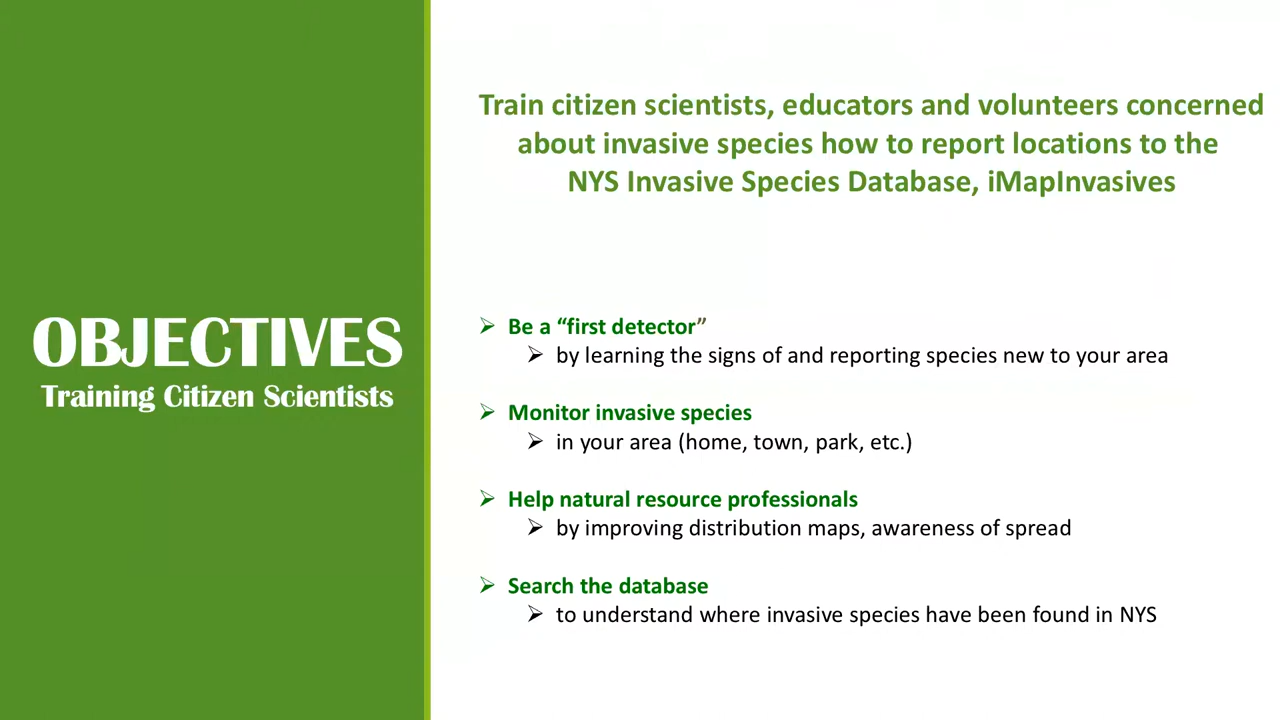 OBJECTIVES
Training Citizen Scientists
Train citizen scientists, educators and volunteers concerned
about invasive species how to report locations to the
NYS Invasive Species Database, iMapInvasives
➢ Be a “first detector”
➢ by learning the signs of and reporting species new to your area
➢ Monitor invasive species
➢ in your area (home, town, park, etc.)
➢ Help natural resource professionals
➢ by improving distribution maps, awareness of spread
➢ Search the database
➢ to understand where invasive species have been found in NYS